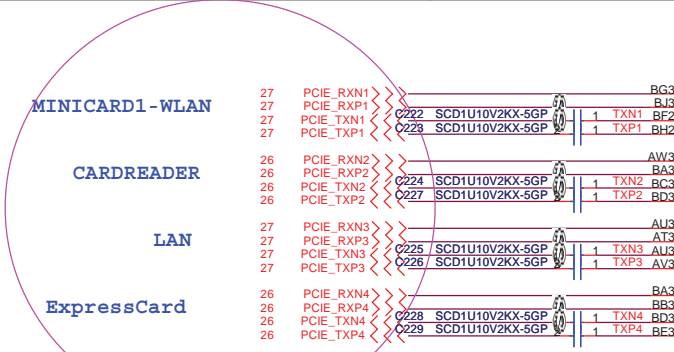 27 PCIE_RXN1 BG3
27 PCIE_RXP1 BJ3
MINICARD1-WLAN
27 PCIE_TXN1 C222 SCD1U10V2KX-5GP 1 TXN1 BF2
27 PCIE_TXP1 C223 SCD1U10V2KX-5GP 2 1 TXP1 BH2
26 PCIE_RXN2 AW3
26 PCIE_RXP2 BA3
CARDREADER
26 PCIE_TXN2 C224 SCD1U10V2KX-5GP 1 TXN2 BC3
26 PCIE_TXP2 C227 SCD1U10V2KX-5GP 2 1 TXP2 BD3
27 PCIE_RXN3 AU3
27 PCIE_RXP3 AT3
LAN
27 PCIE_TXN3 C225 SCD1U10V2KX-5GP 1 TXN3 AU3
27 PCIE_TXP3 C226 SCD1U10V2KX-5GP 2 1 TXP3 AV3
26 PCIE_RXN4 BA3
26 PCIE_RXP4 BB3
ExpressCard
26 PCIE_TXN4 C228 SCD1U10V2KX-5GP 1 TXN4 BD3
26 PCIE_TXP4 C229 SCD1U10V2KX-5GP 2 1 TXP4 BE3